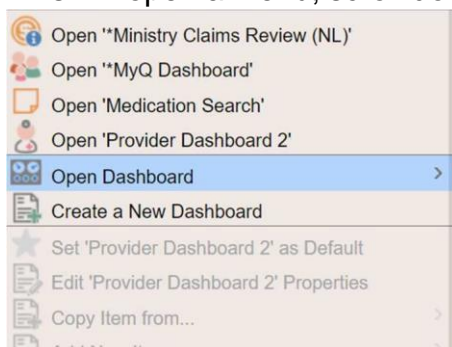 Open '*Ministry Claims Review (NL)'
Open '*MyQ Dashboard'
Open 'Medication Search'
Open 'Provider Dashboard 2'
Open Dashboard
Create a New Dashboard
Set 'Provider Dashboard 2' as Default
Edit 'Provider Dashboard 2' Properties
Copy Item from...